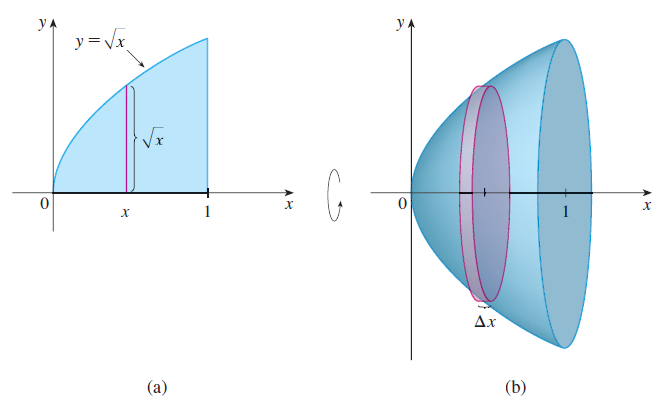 y
y = √x
√x
0
x
1
x
(a)
y
0
1
x
Δx
(b)